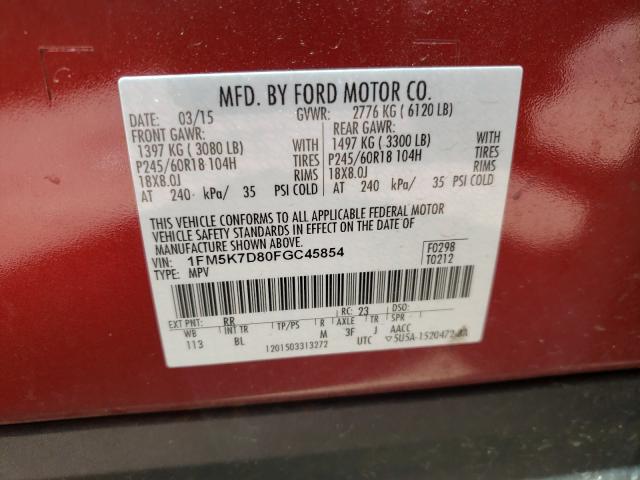 MFD. BY FORD MOTOR CO.
DATE: 03/15 GVWR: 2776 KG ( 6120 LB)
FRONT GAWR: REAR GAWR:
1397 KG ( 3080 LB) WITH 1497 KG ( 3300 LB) WITH
P245/60R18 104H TIRES P245/60R18 104H TIRES
18X8.0J RIMS 18X8.0J RIMS
AT 240 kPa/ 35 PSI COLD AT 240 kPa/ 35 PSI COLD
THIS VEHICLE CONFORMS TO ALL APPLICABLE FEDERAL MOTOR
VEHICLE SAFETY STANDARDS IN EFFECT ON THE DATE OF
MANUFACTURE SHOWN ABOVE.
VIN: 1FM5K7D80FGC45854 F0298
TYPE: MPV T0212
EXT PNT: RR RC: 23 DSO:
WB INT TR TP/PS R AXLE TR SPR
113 BL M 3F J AACC
1201503313272 UTC ▽5U5A-1520472-AA